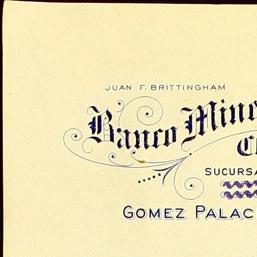 JUAN F. BRITTINGHAM
Banco Mine
C
SUCURSA
GOMEZ PALAC